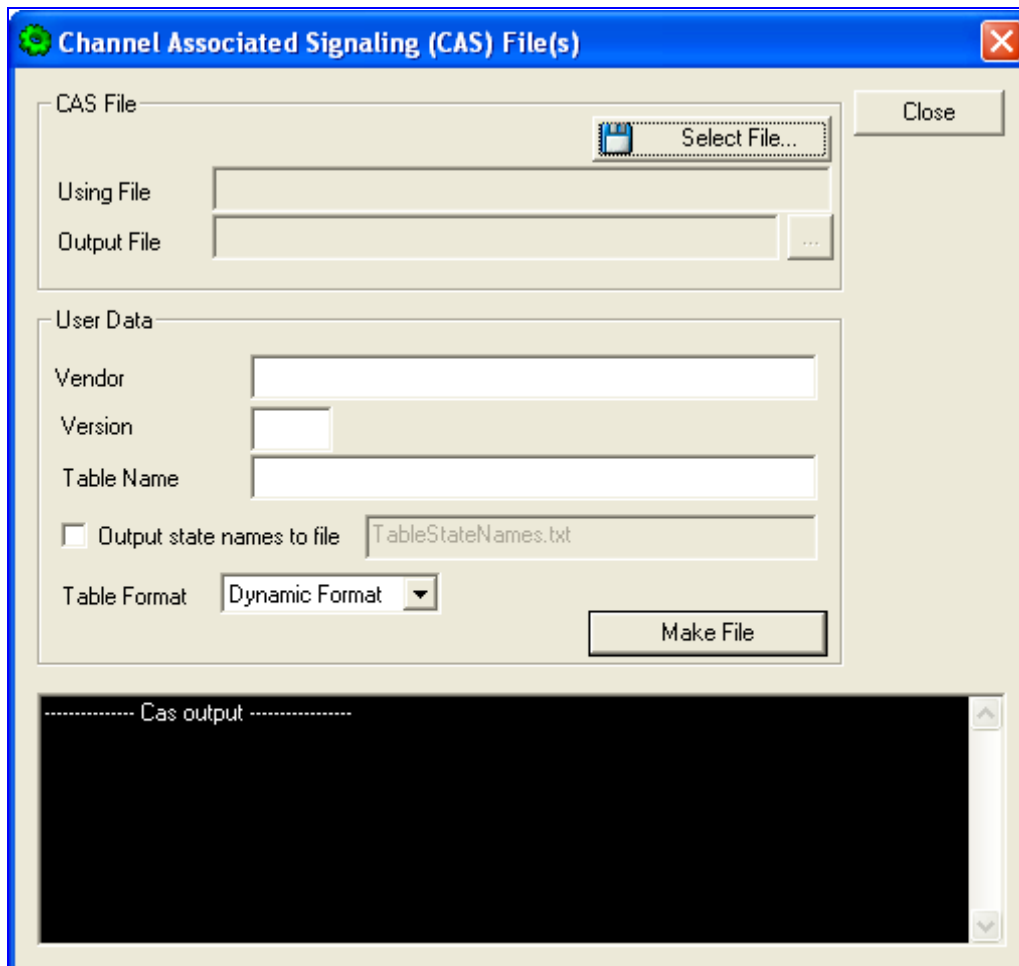 Channel Associated Signaling (CAS) File(s)
CAS File
Close
Select File...
Using File
Output File
...
User Data
Vendor
Version
Table Name
Output state names to file
TableStateNames.txt
Table Format
Dynamic Format
Make File
--------------- Cas output -----------------